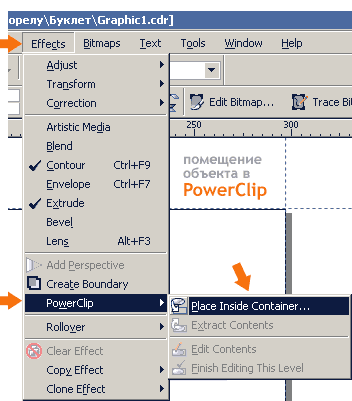 орелу\Буклет\Graphic1.cdr]
Effects Bitmaps Text Tools Window Help
Adjust
Transform
Correction
Edit Bitmap... Trace Bi
250 300
Artistic Media
Blend
Contour Ctrl+F9
Envelope Ctrl+F7
Extrude
Bevel
Lens Alt+F3
помещение
объекта в
PowerClip
Add Perspective
Create Boundary
PowerClip
Place Inside Container...
Extract Contents
Edit Contents
Finish Editing This Level
Rollover
Clear Effect
Copy Effect
Clone Effect